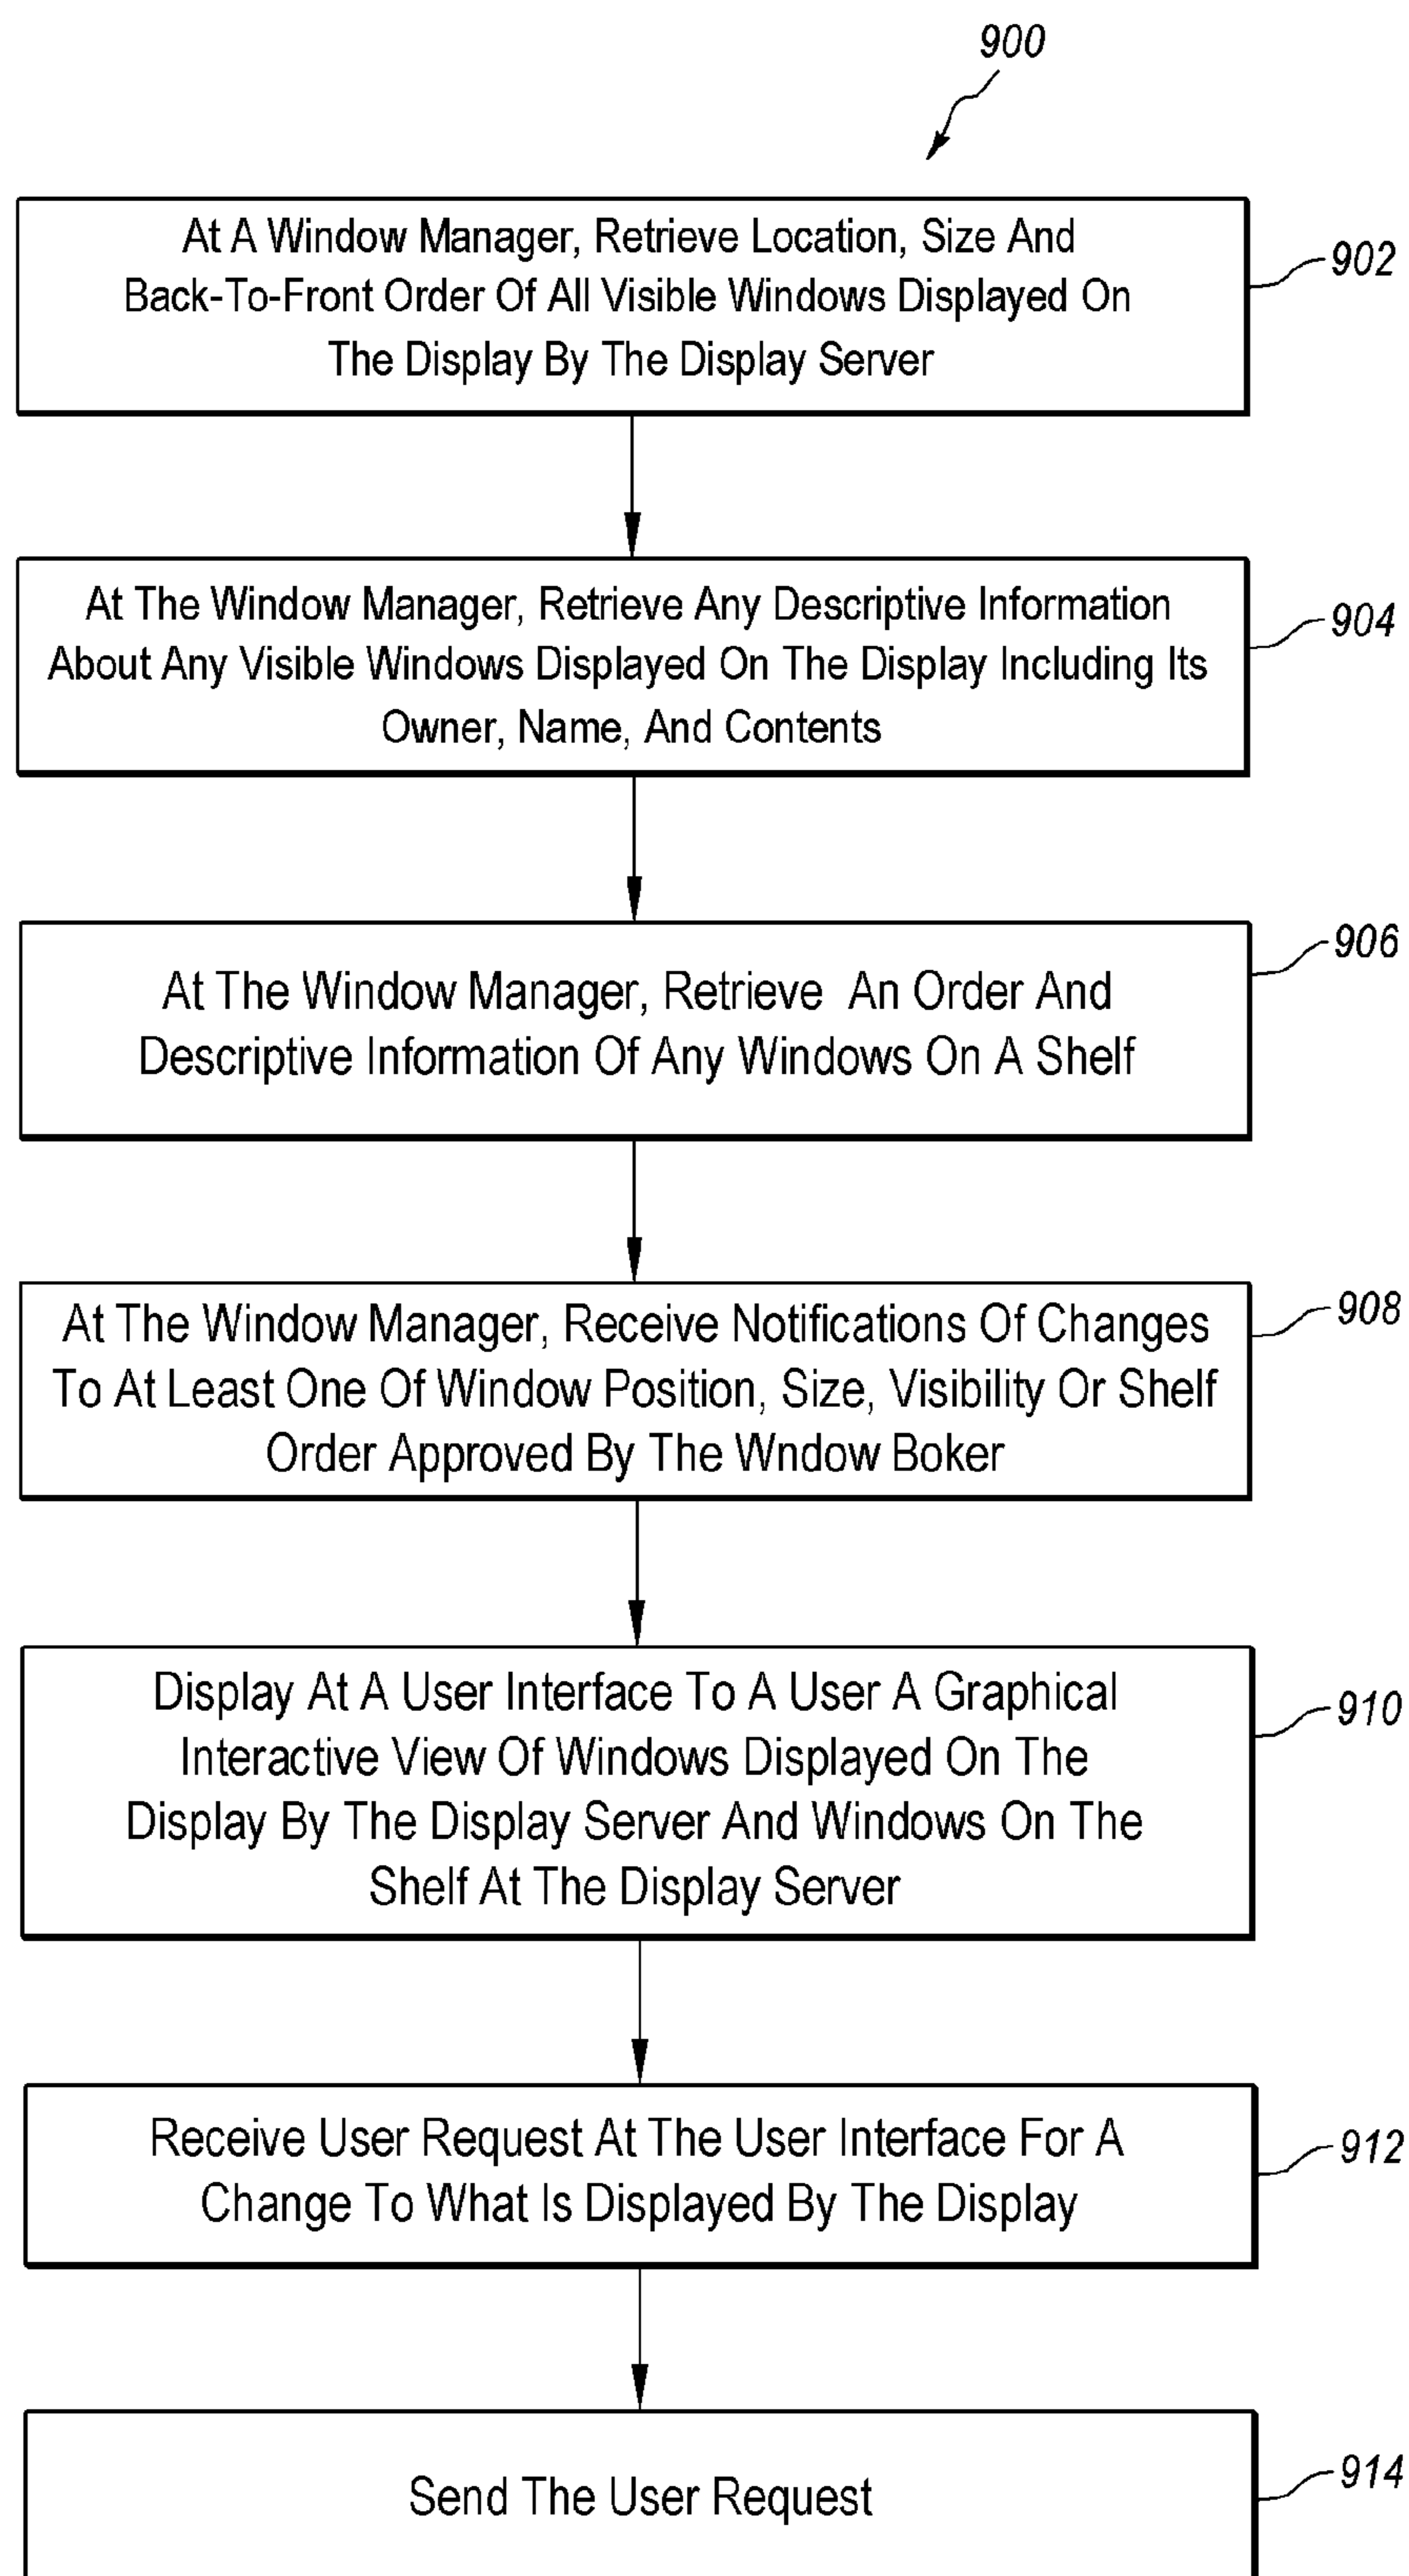 900
At A Window Manager, Retrieve Location, Size And
Back-To-Front Order Of All Visible Windows Displayed On
The Display By The Display Server
902
At The Window Manager, Retrieve Any Descriptive Information
About Any Visible Windows Displayed On The Display Including Its
Owner, Name, And Contents
904
At The Window Manager, Retrieve An Order And
Descriptive Information Of Any Windows On A Shelf
906
At The Window Manager, Receive Notifications Of Changes
To At Least One Of Window Position, Size, Visibility Or Shelf
Order Approved By The Wndow Boker
908
Display At A User Interface To A User A Graphical
Interactive View Of Windows Displayed On The
Display By The Display Server And Windows On The
Shelf At The Display Server
910
Receive User Request At The User Interface For A
Change To What Is Displayed By The Display
912
Send The User Request
914